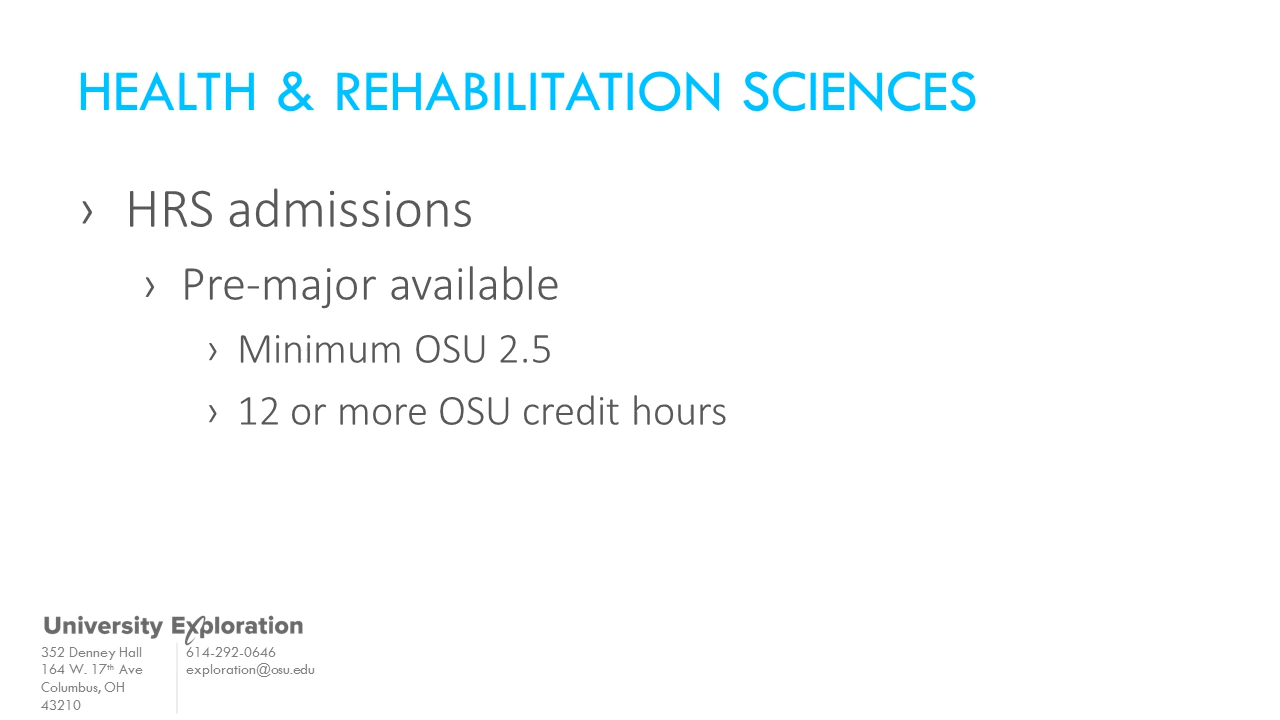 HEALTH & REHABILITATION SCIENCES
› HRS admissions
› Pre-major available
› Minimum OSU 2.5
› 12 or more OSU credit hours
University Exploration
352 Denney Hall
164 W. 17th Ave
Columbus, OH
43210
614-292-0646
exploration@osu.edu